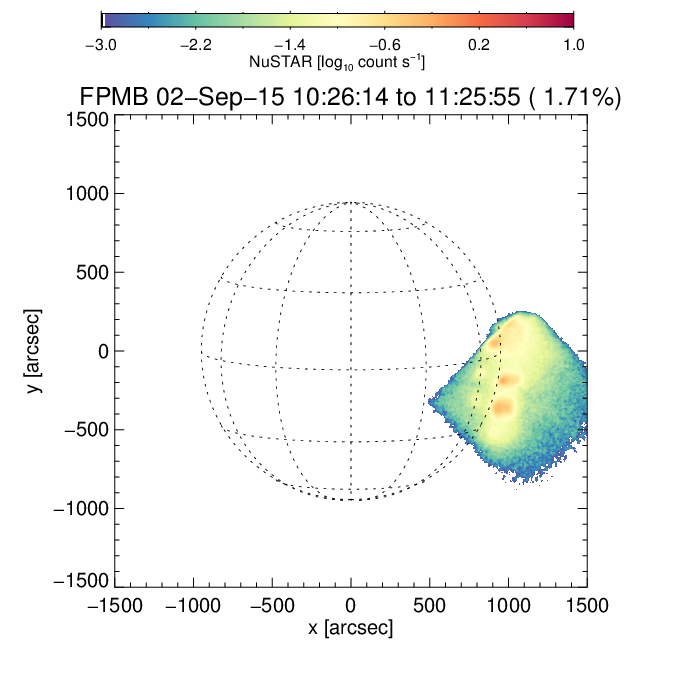 −3.0 −2.2 −1.4 −0.6 0.2 1.0
NuSTAR [log₁₀ count s⁻¹]
FPMB 02−Sep−15 10:26:14 to 11:25:55 ( 1.71%)
1500
1000
500
0
−500
−1000
−1500
y [arcsec]
−1500 −1000 −500 0 500 1000 1500
x [arcsec]